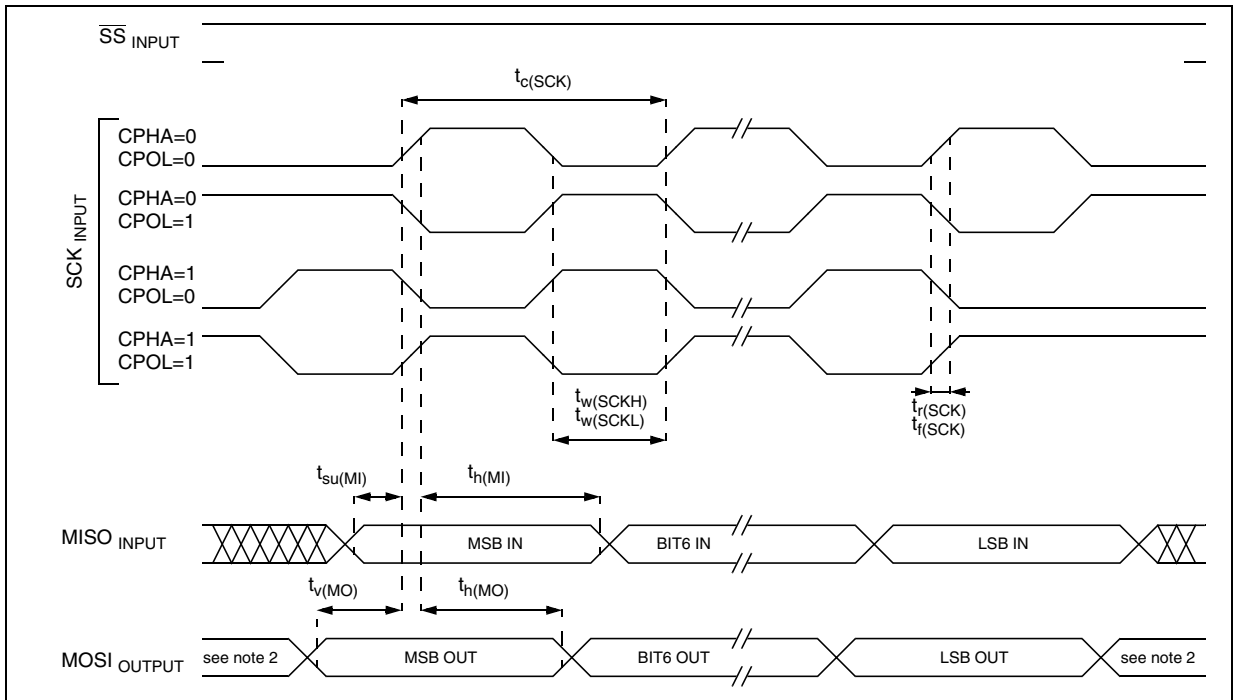 SS INPUT
tc(SCK)
SCK INPUT
CPHA=0
CPOL=0
CPHA=0
CPOL=1
CPHA=1
CPOL=0
CPHA=1
CPOL=1
tw(SCKH)
tw(SCKL)
tr(SCK)
tf(SCK)
tsu(MI)
th(MI)
MISO INPUT
MSB IN
BIT6 IN
LSB IN
tv(MO)
th(MO)
MOSI OUTPUT
see note 2
MSB OUT
BIT6 OUT
LSB OUT
see note 2